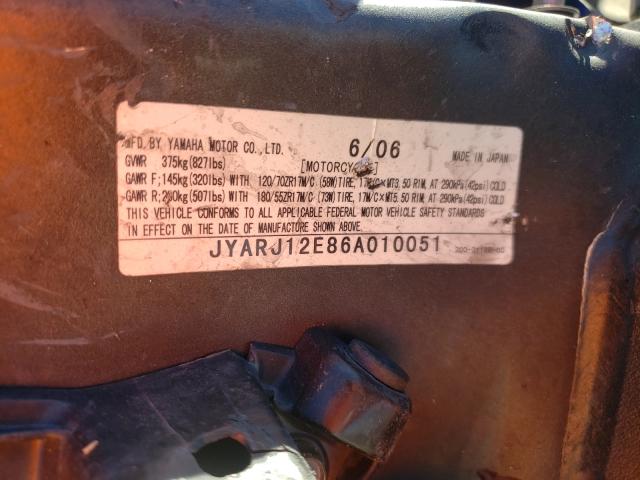 MFD. BY YAMAHA MOTOR CO., LTD. 6/06 MADE IN JAPAN
GVWR 375kg(827lbs) [MOTORCYCLE]
GAWR F;145kg(320lbs) WITH 120/70ZR17M/C (58W)TIRE, 17M/C×MT3.50 RIM, AT 290kPa(42psi)COLD
GAWR R;230kg(507lbs) WITH 180/55ZR17M/C (73W)TIRE, 17M/C×MT5.50 RIM, AT 290kPa(42psi)COLD
THIS VEHICLE CONFORMS TO ALL APPLICABLE FEDERAL MOTOR VEHICLE SAFETY STANDARDS
IN EFFECT ON THE DATE OF MANUFACTURE SHOWN ABOVE.
JYARJ12E86A010051